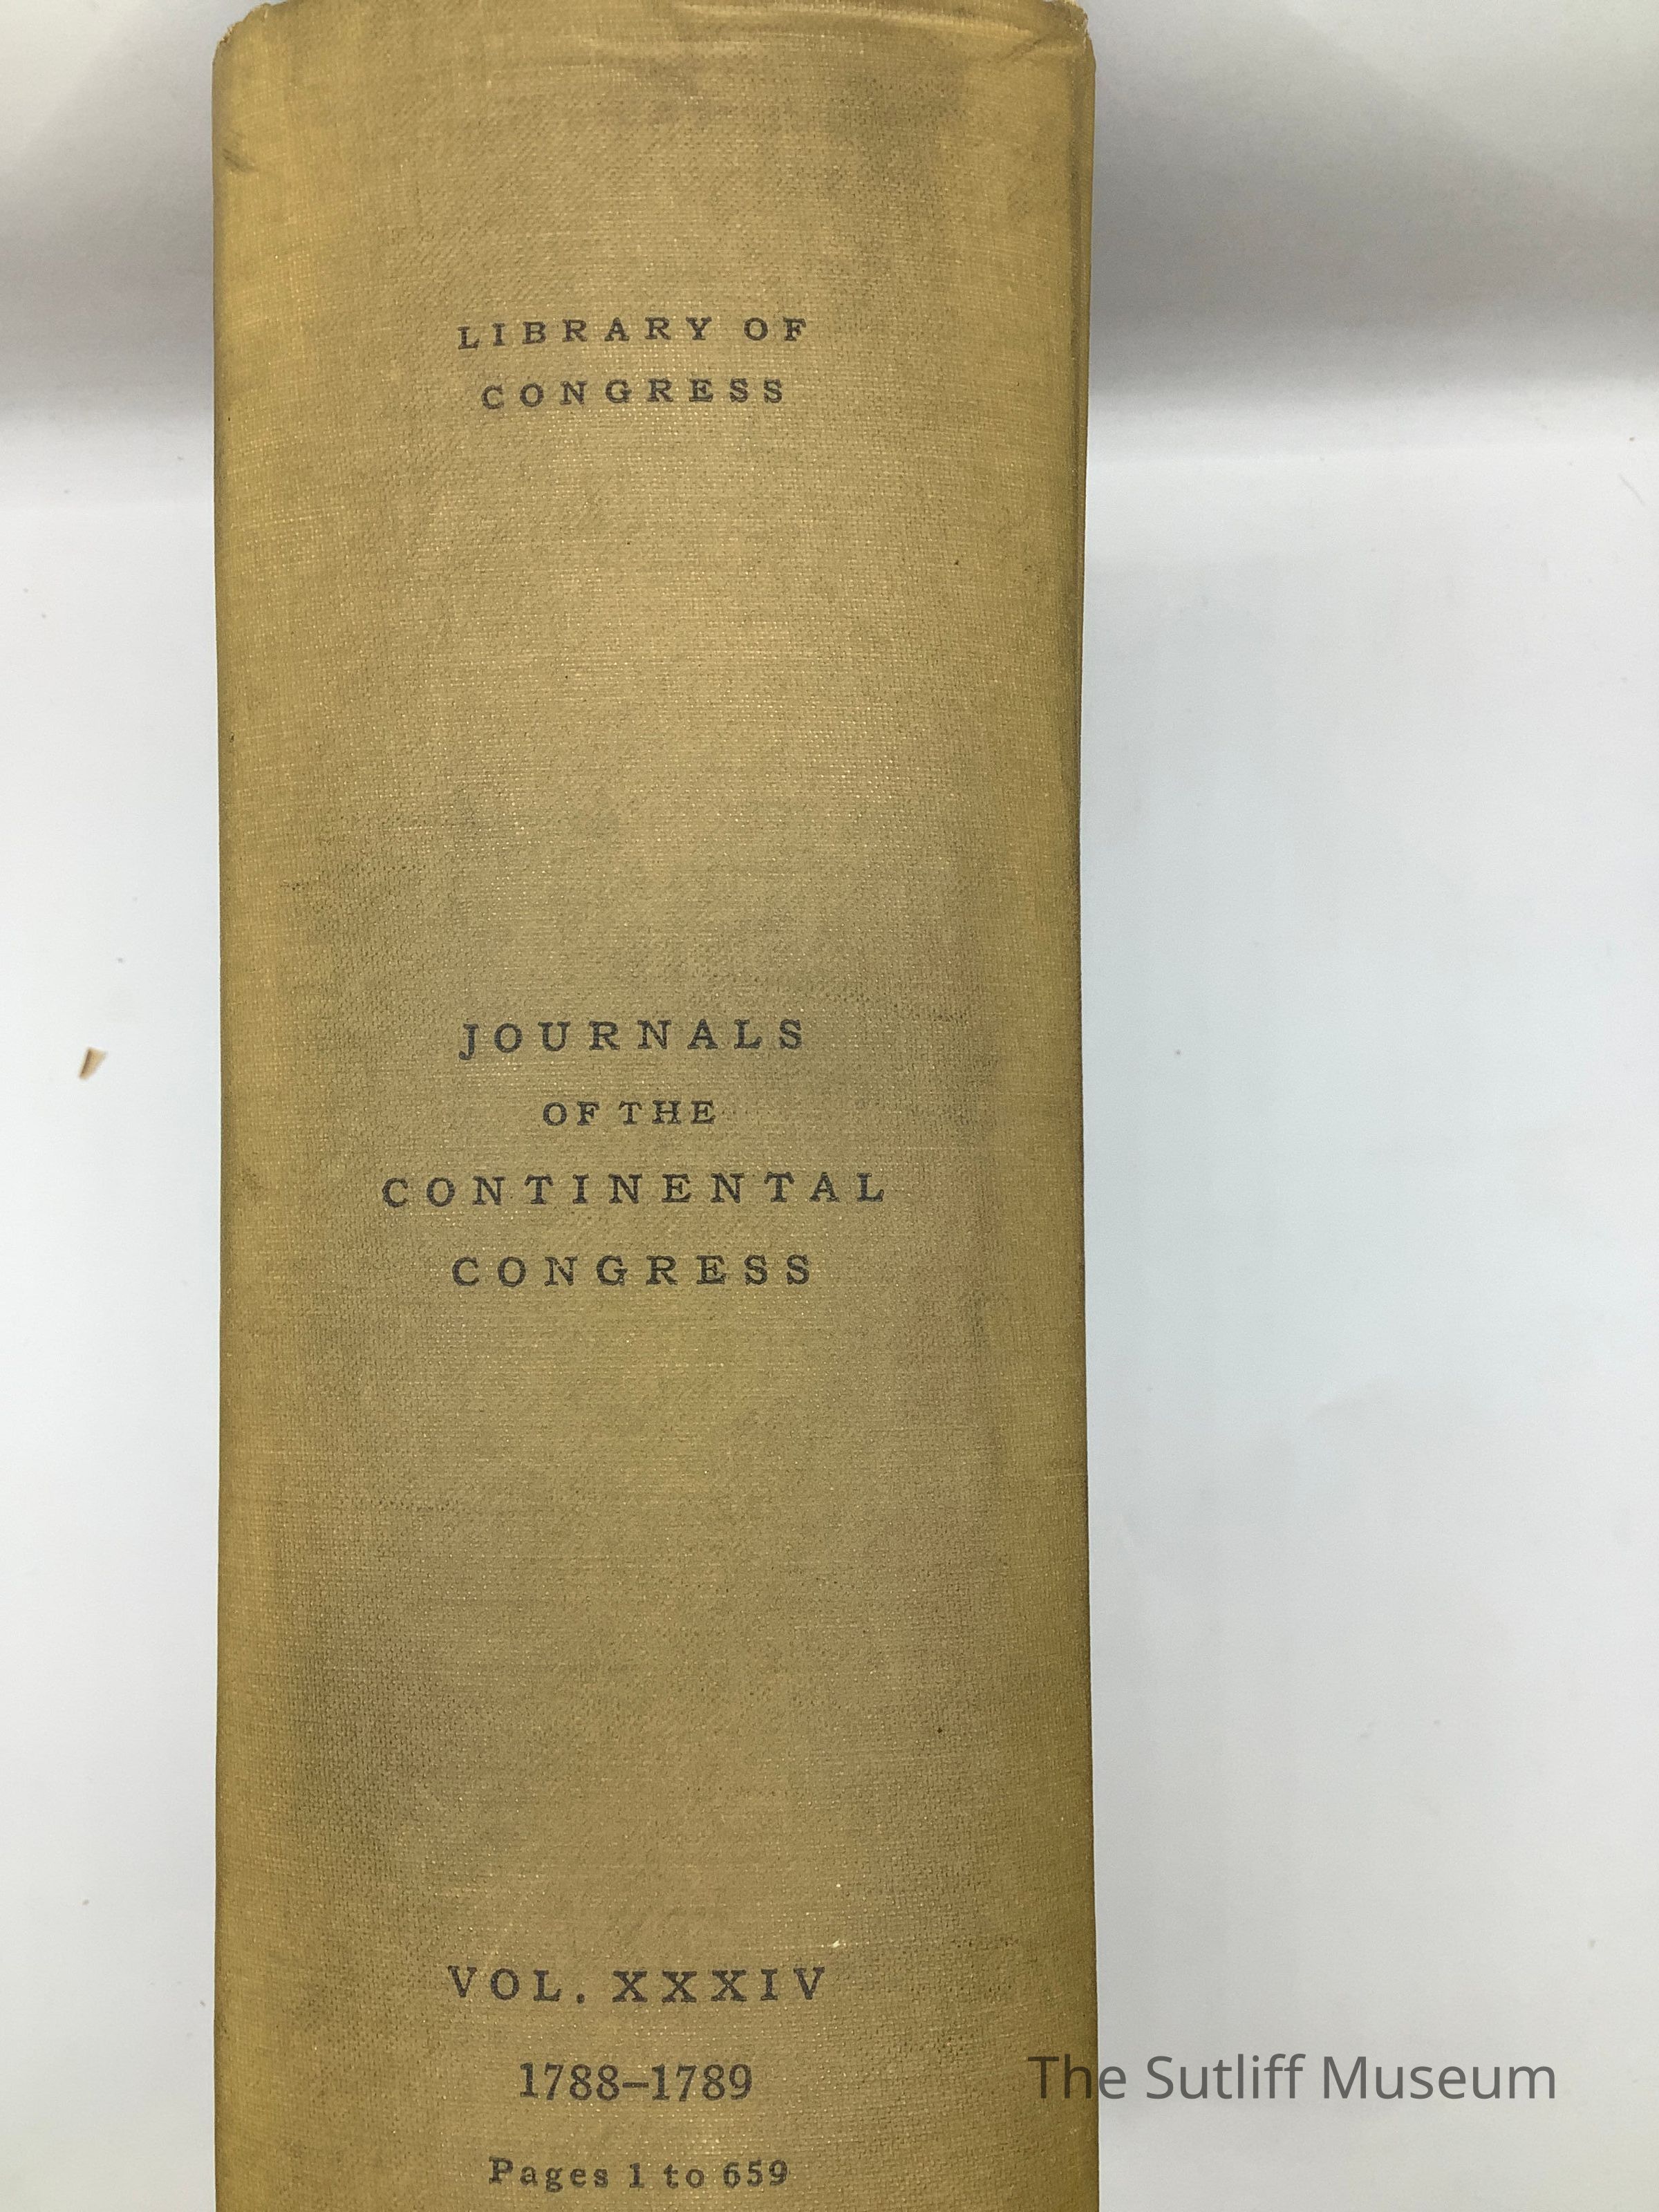 LIBRARY OF
CONGRESS
JOURNALS
OF THE
CONTINENTAL
CONGRESS
VOL. XXXIV
1788–1789
Pages 1 to 659
The Sutliff Museum